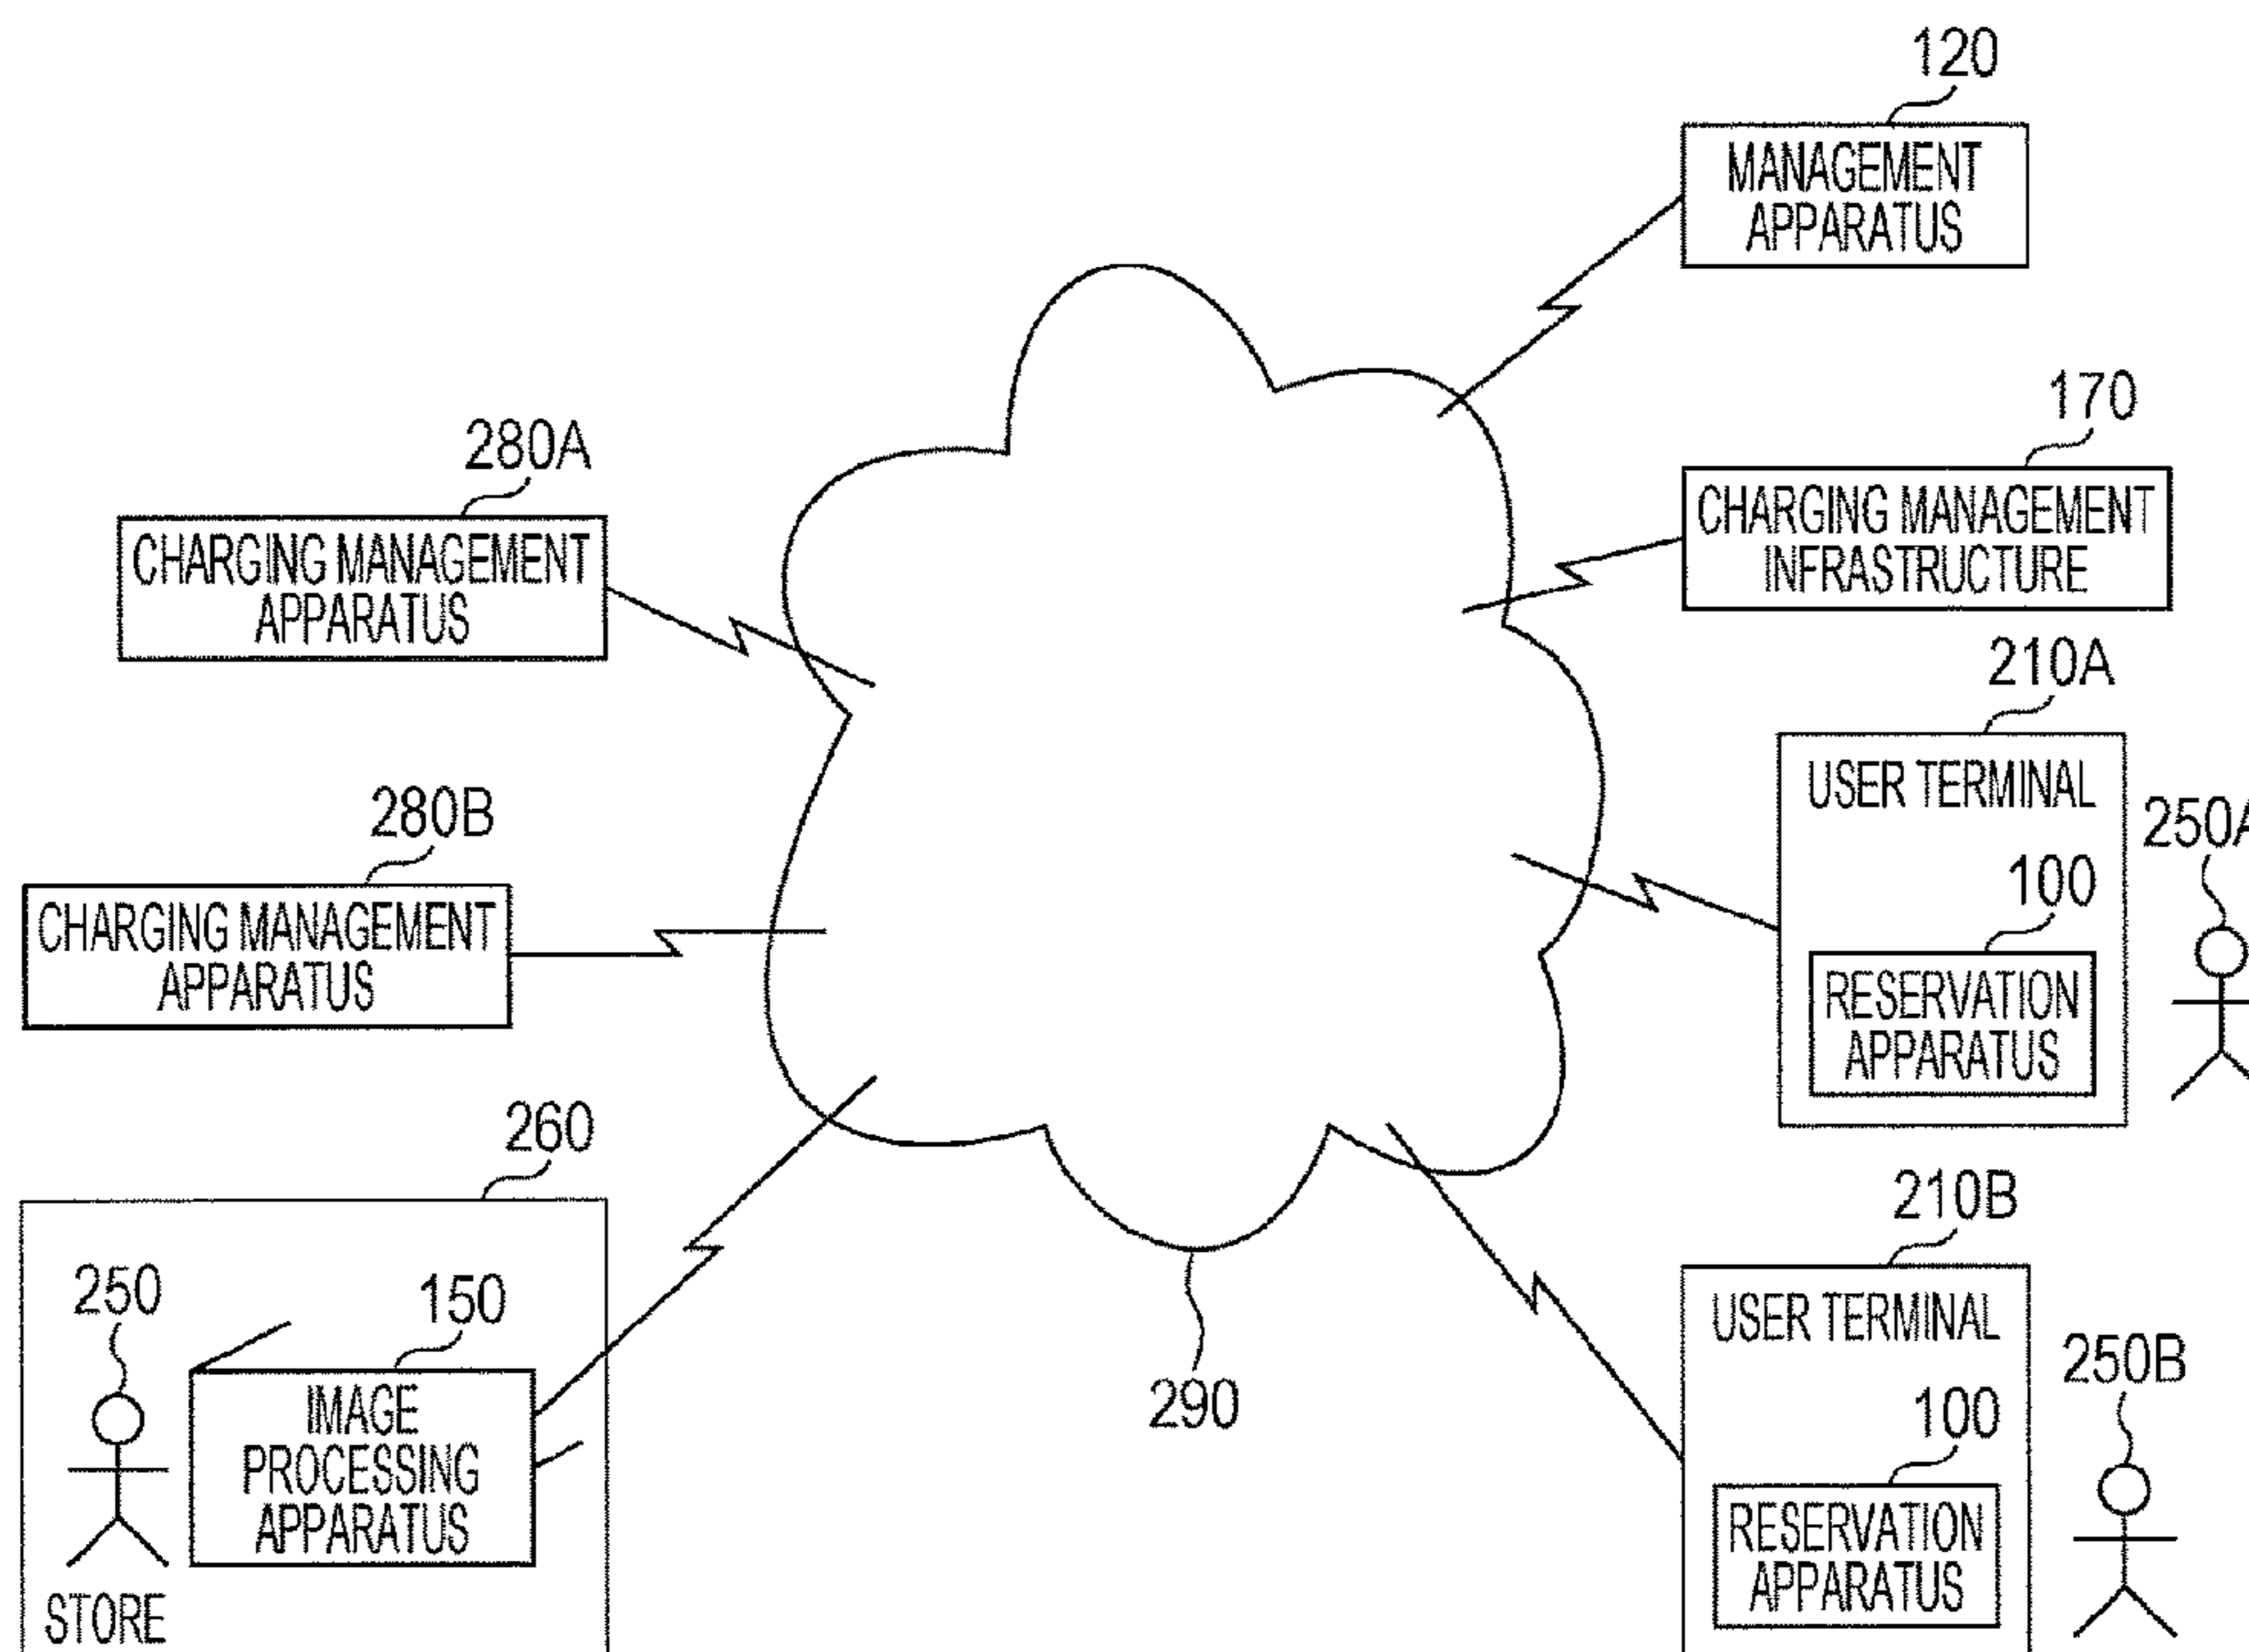 120
MANAGEMENT
APPARATUS
170
CHARGING MANAGEMENT
INFRASTRUCTURE
280A
CHARGING MANAGEMENT
APPARATUS
210A
USER TERMINAL
250A
100
RESERVATION
APPARATUS
280B
CHARGING MANAGEMENT
APPARATUS
260
250
150
IMAGE
PROCESSING
APPARATUS
STORE
290
210B
USER TERMINAL
250B
100
RESERVATION
APPARATUS